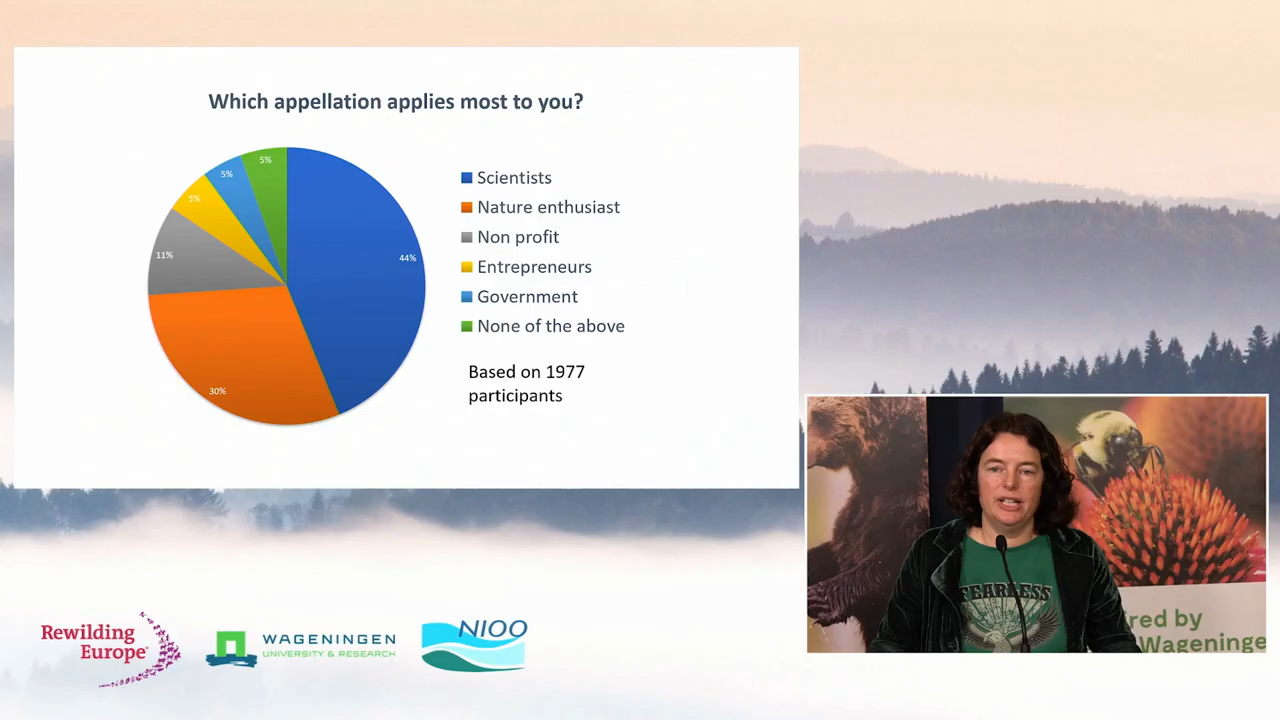 Which appellation applies most to you?
5%
5%
5%
11%
44%
30%
Scientists
Nature enthusiast
Non profit
Entrepreneurs
Government
None of the above
Based on 1977
participants
FEARLESS
red by
Wageninge
Rewilding
Europe
WAGENINGEN
UNIVERSITY & RESEARCH
NIOO